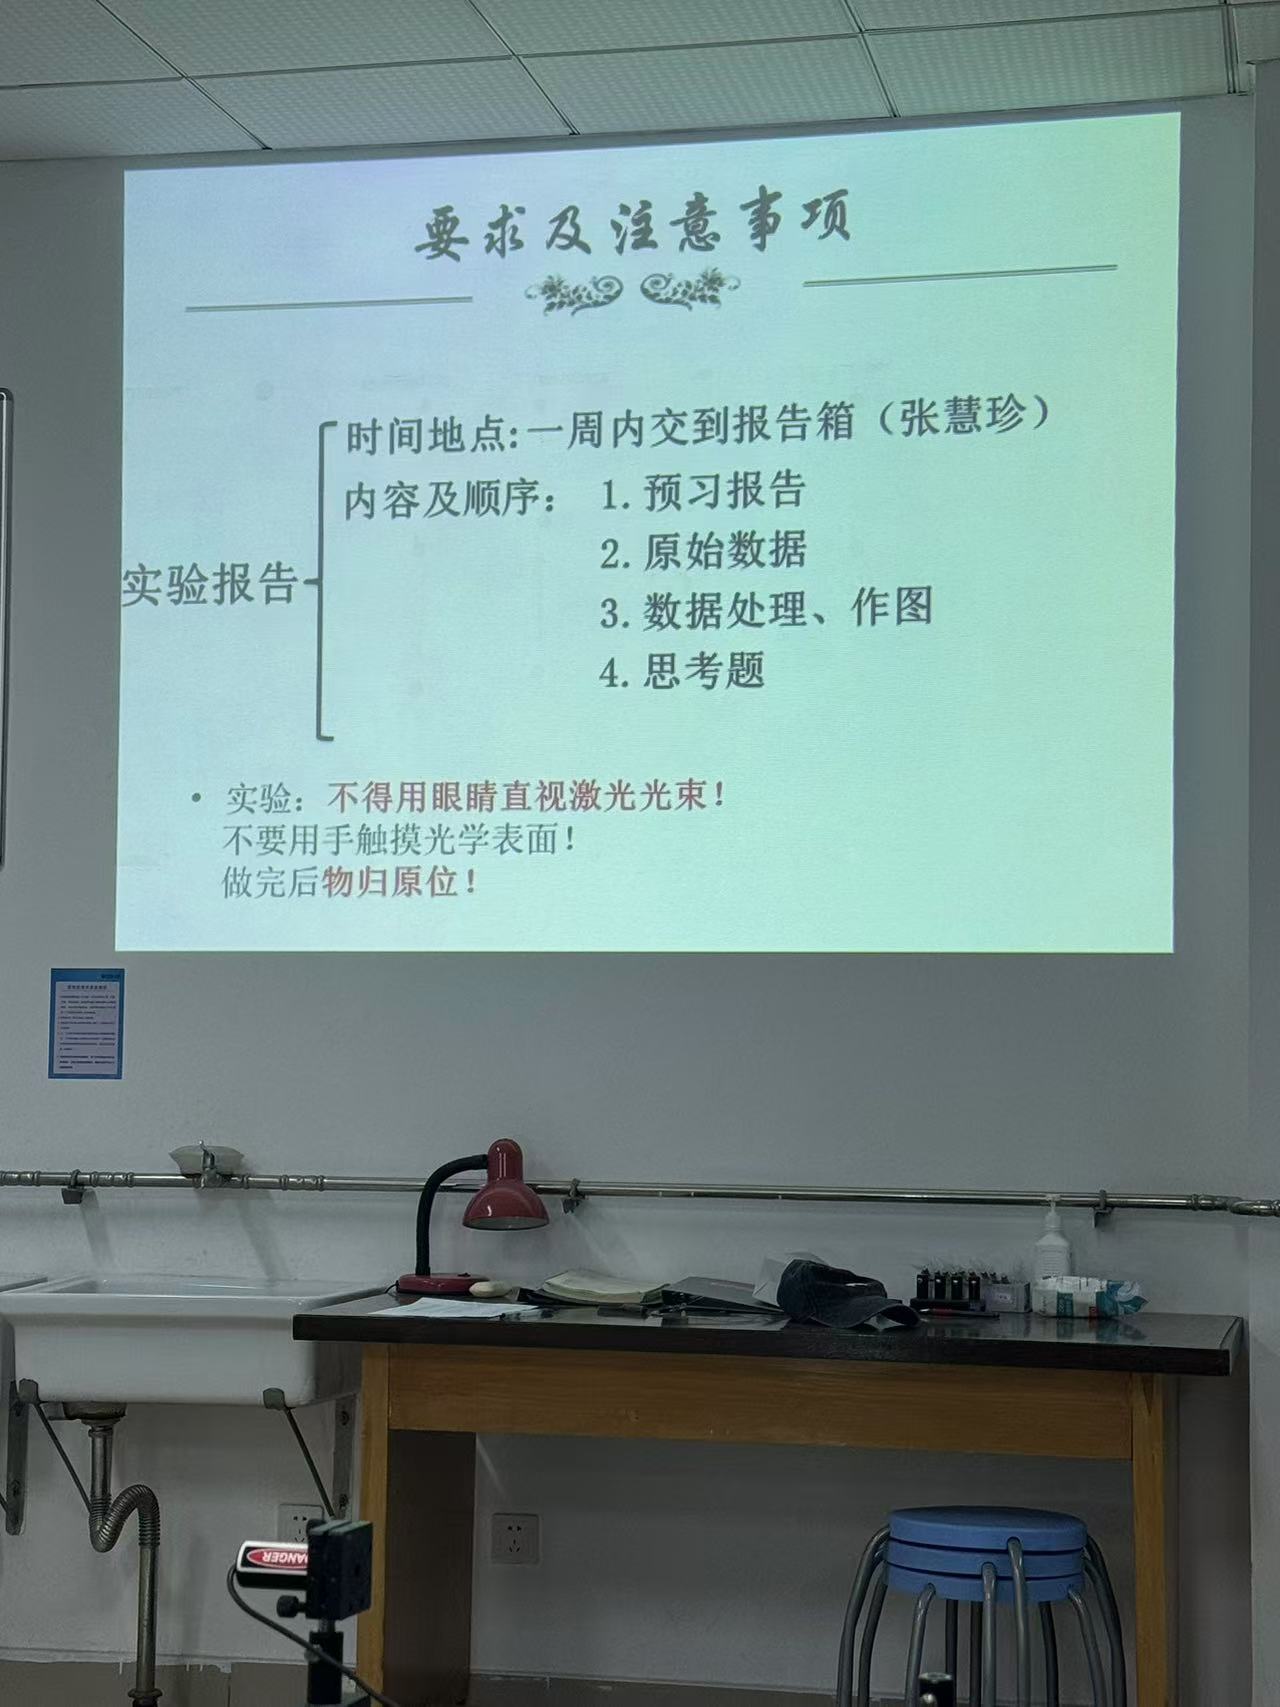 要求及注意事项
时间地点:一周内交到报告箱（张慧珍）
内容及顺序： 1. 预习报告
2. 原始数据
实验报告
3. 数据处理、作图
4. 思考题
• 实验：不得用眼睛直视激光光束！
不要用手触摸光学表面！
做完后物归原位！
DANGER